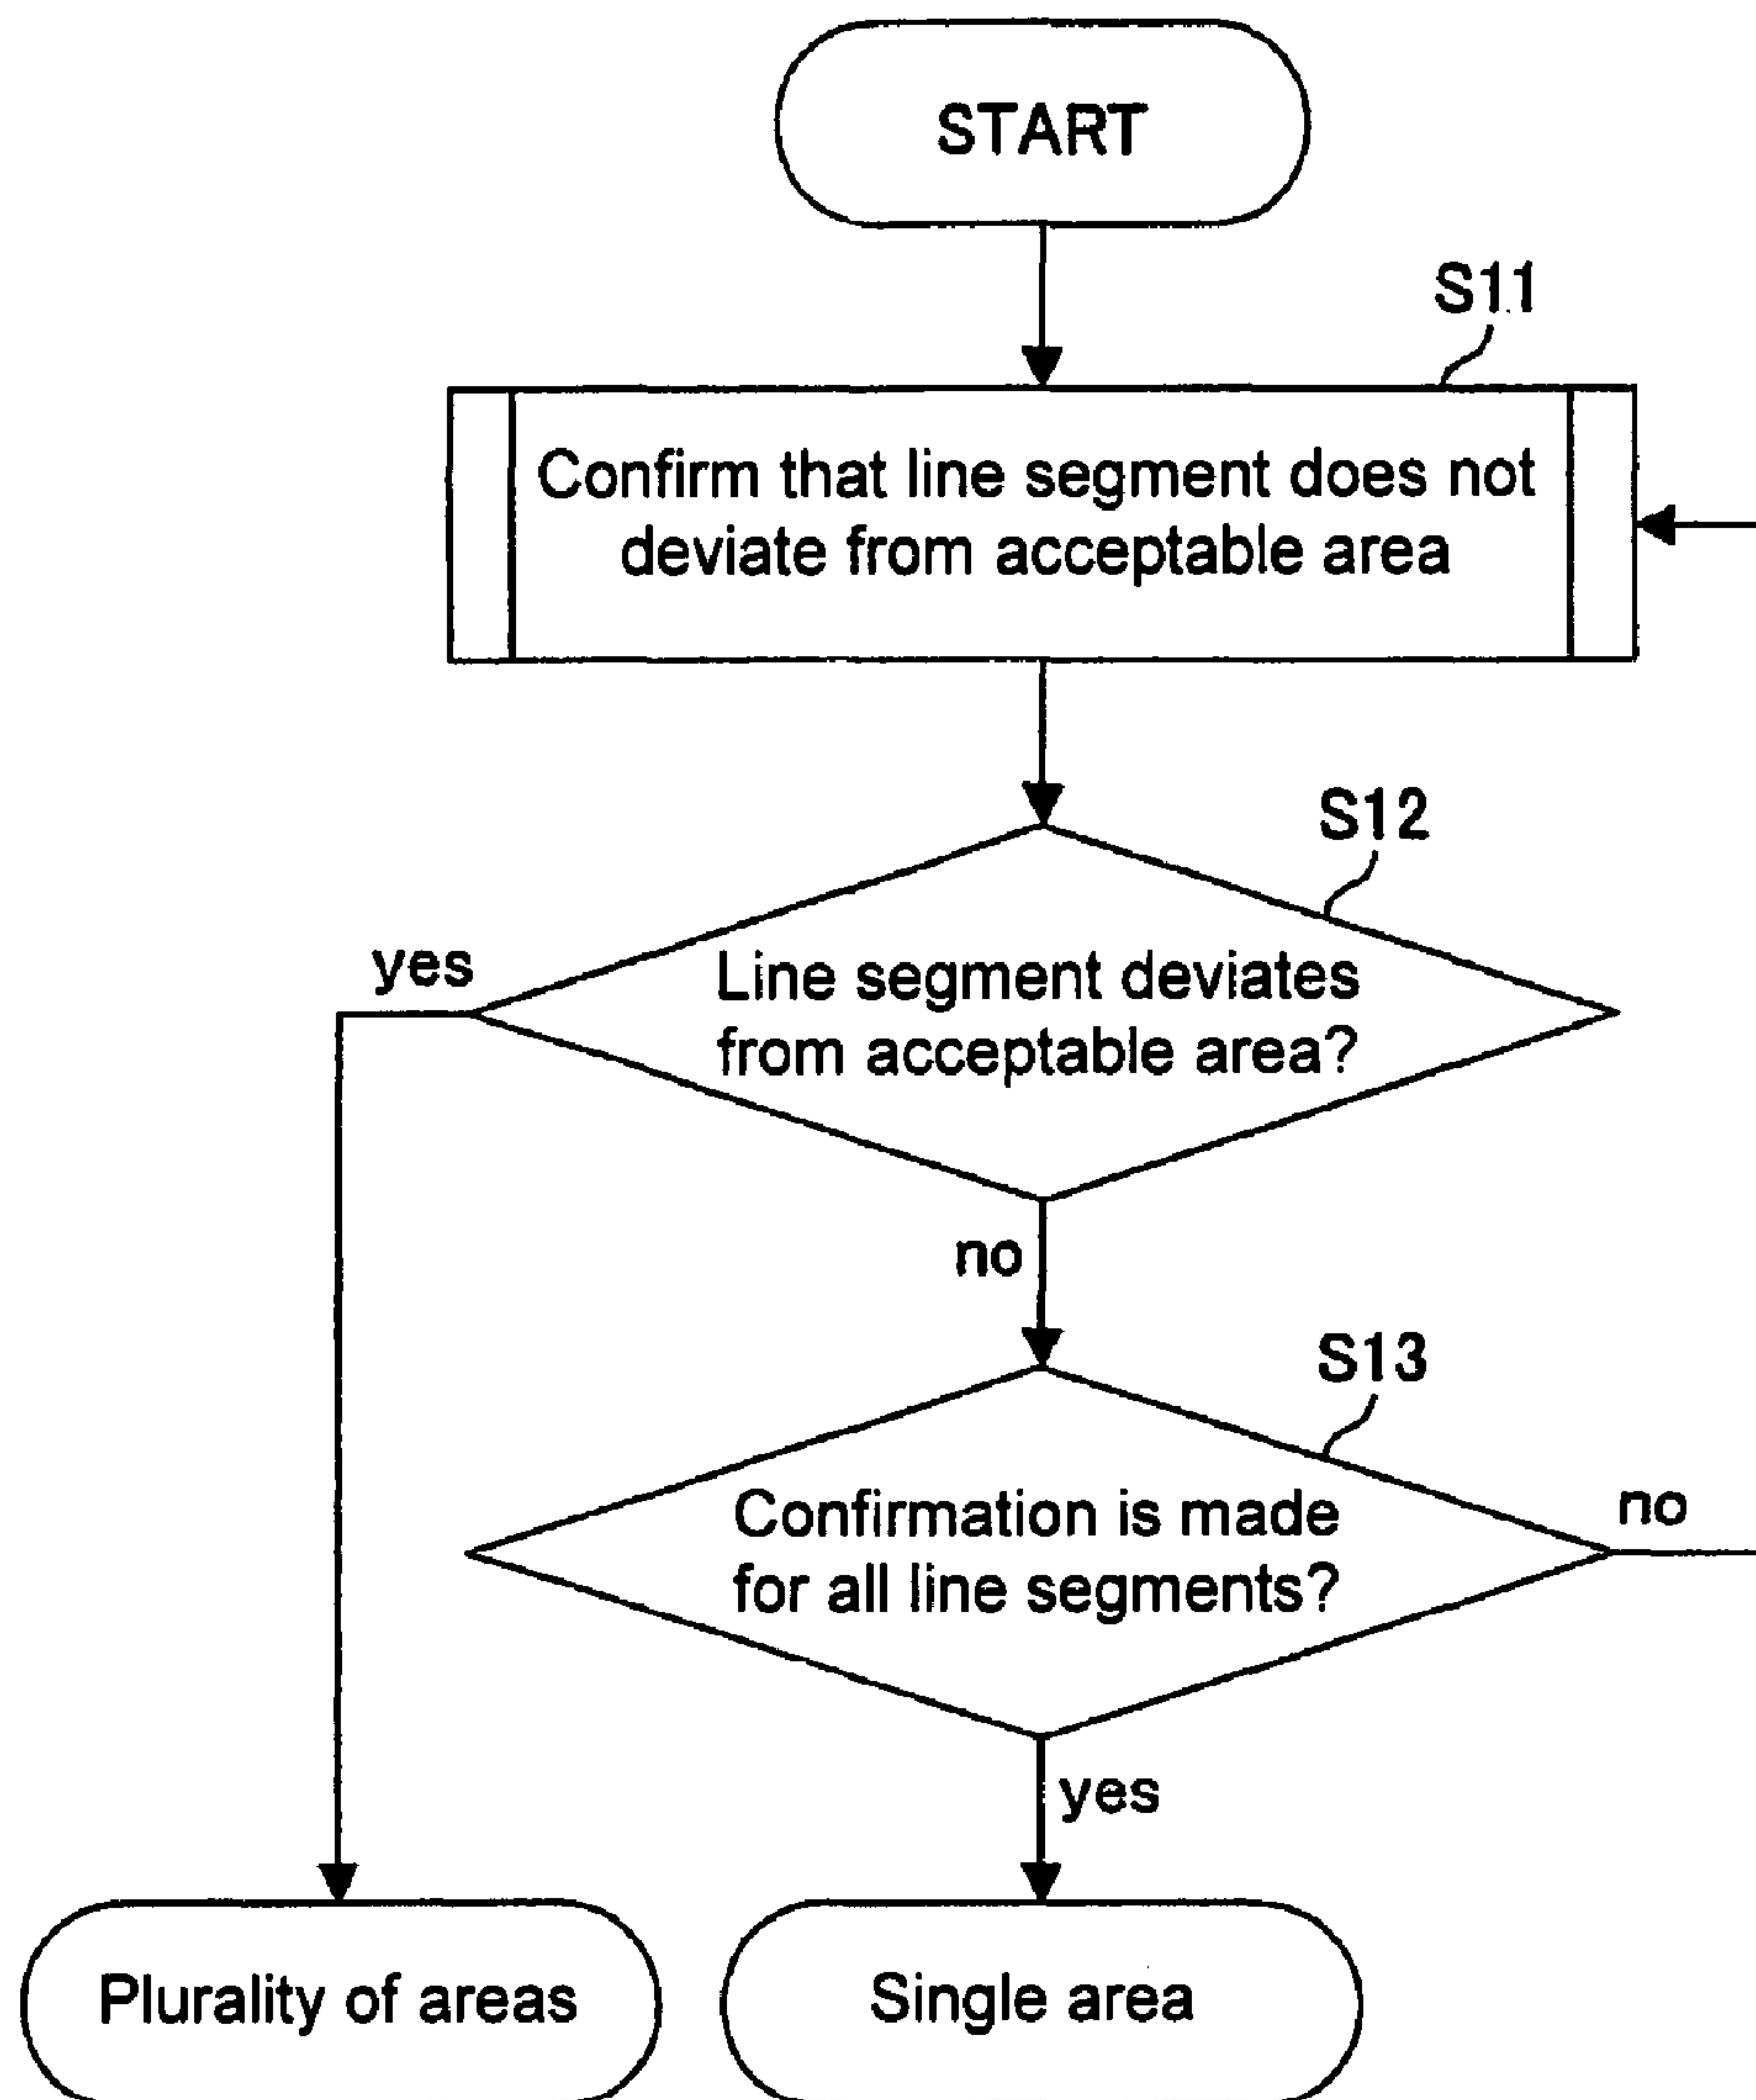 START
S11
Confirm that line segment does not
deviate from acceptable area
S12
yes
Line segment deviates
from acceptable area?
no
S13
Confirmation is made
for all line segments?
no
yes
Plurality of areas
Single area